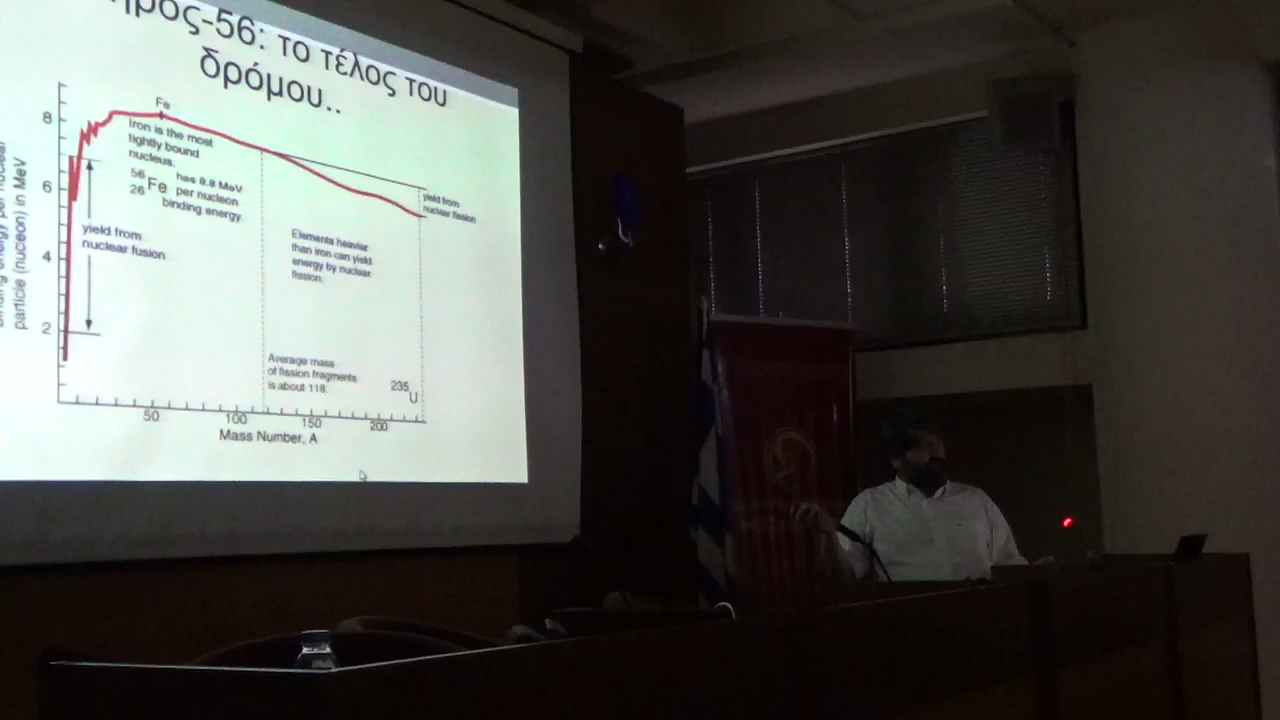 ηρος-56: το τέλος του
δρόμου..
particle (nucleon) in MeV
8
6
4
2
Fe
Iron is the most
tightly bound
nucleus.
56
26 Fe
has 8.8 MeV
per nucleon
binding energy.
yield from
nuclear fusion
yield from
nuclear fission
Elements heavier
than iron can yield
energy by nuclear
fission.
Average mass
of fission fragments
is about 118.
235 U
50
100
150
200
Mass Number, A